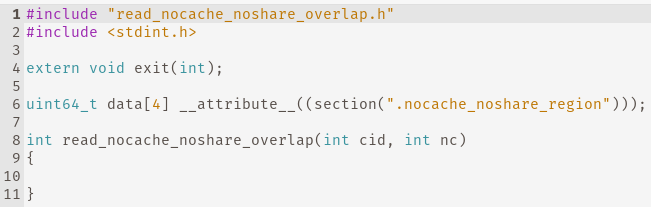 1 #include "read_nocache_noshare_overlap.h"
2 #include <stdint.h>
3
4 extern void exit(int);
5
6 uint64_t data[4] __attribute__((section(".nocache_noshare_region")));
7
8 int read_nocache_noshare_overlap(int cid, int nc)
9 {
10
11 }